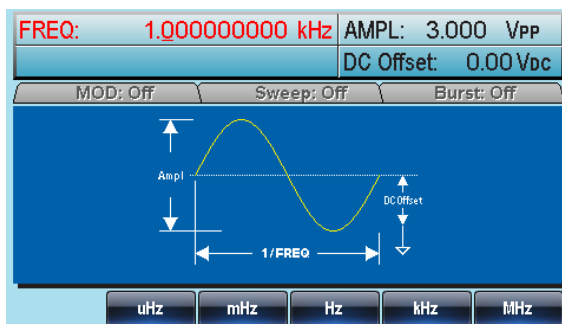 FREQ: 1.000000000 kHz AMPL: 3.000 VPP
DC Offset: 0.00 VDC
MOD: Off Sweep: Off Burst: Off
Ampl
DC Offset
1/FREQ
uHz mHz Hz kHz MHz